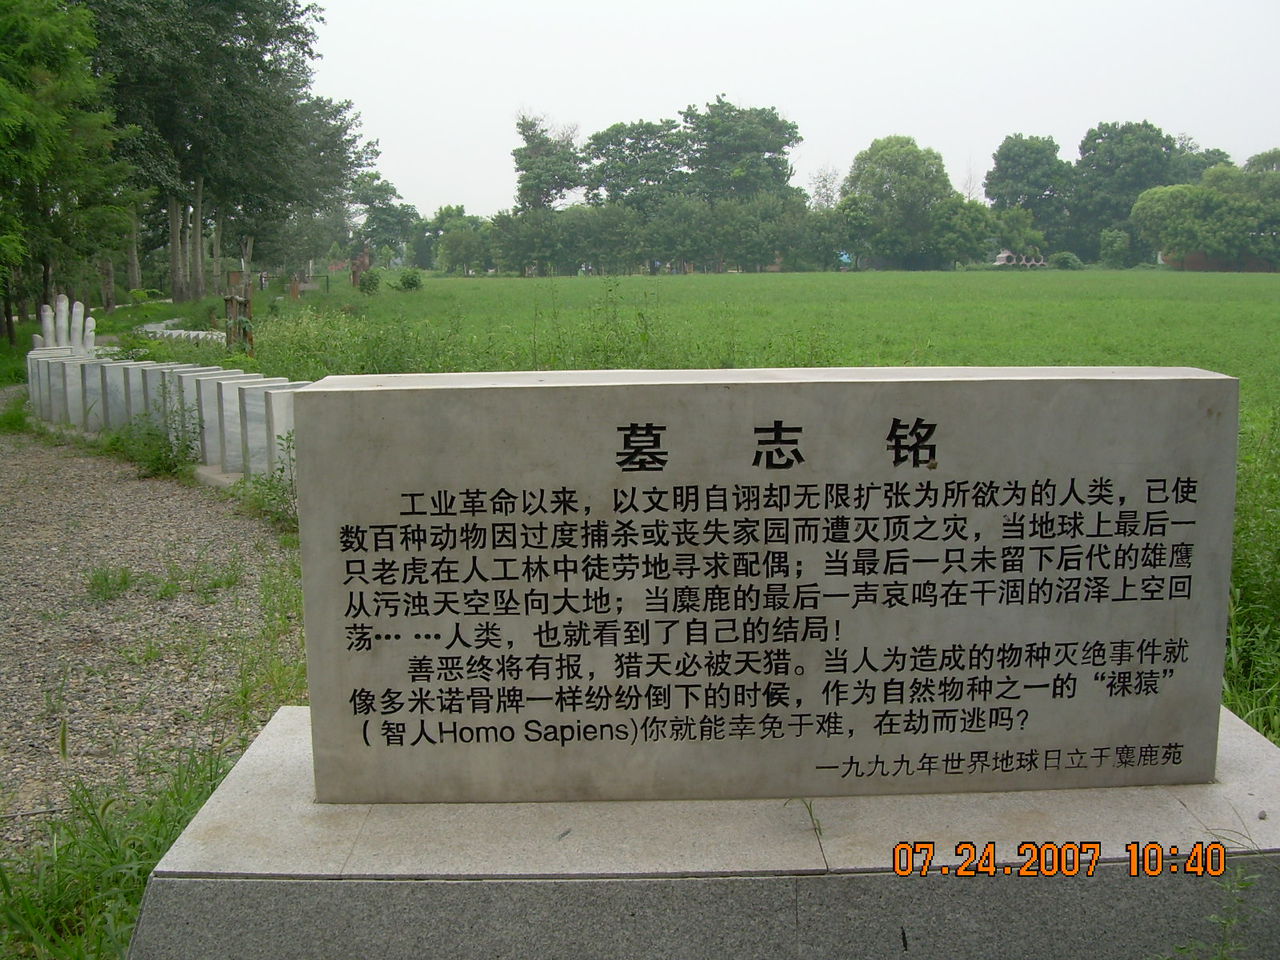 墓志铭
工业革命以来，以文明自诩却无限扩张为所欲为的人类，已使
数百种动物因过度捕杀或丧失家园而遭灭顶之灾，当地球上最后一
只老虎在人工林中徒劳地寻求配偶；当最后一只未留下后代的雄鹰
从污浊天空坠向大地；当麋鹿的最后一声哀鸣在干涸的沼泽上空回
荡……人类，也就看到了自己的结局！
善恶终将有报，猎天必被天猎。当人为造成的物种灭绝事件就
像多米诺骨牌一样纷纷倒下的时候，作为自然物种之一的“裸猿”
(智人Homo Sapiens)你就能幸免于难，在劫而逃吗?
一九九九年世界地球日立于麋鹿苑
07.24.2007 10:40